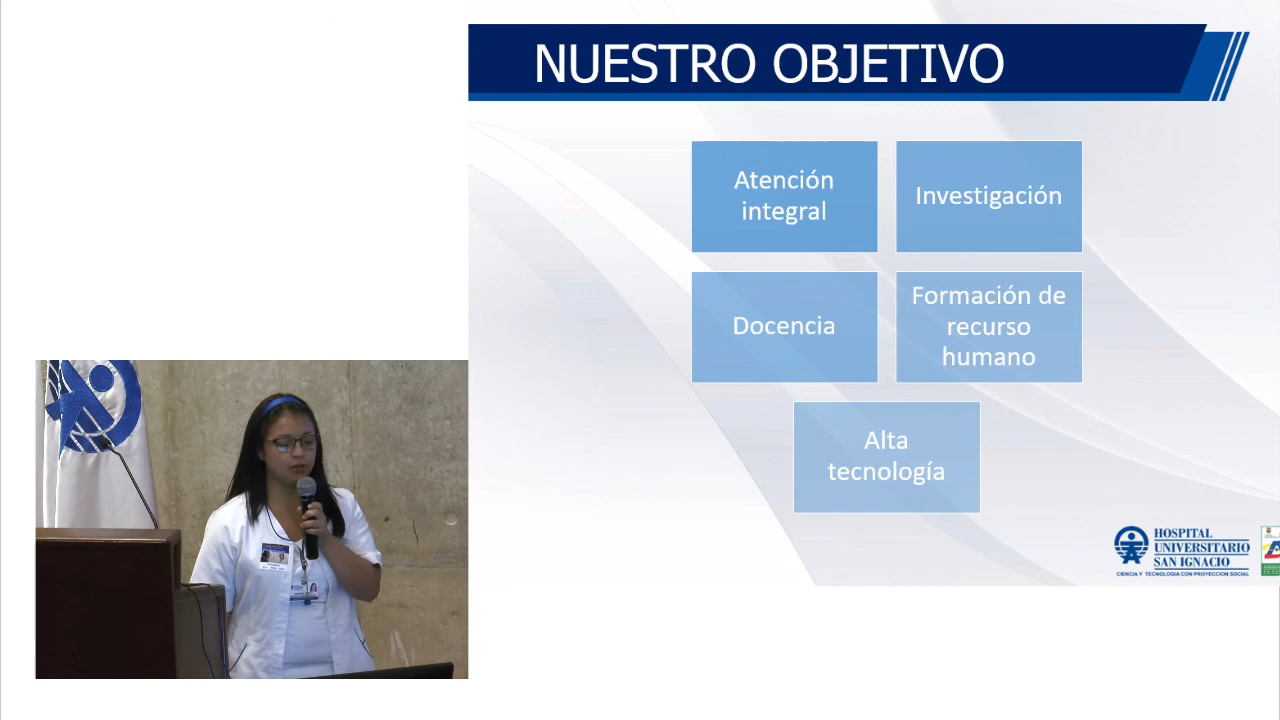 NUESTRO OBJETIVO
Atención
integral
Investigación
Docencia
Formación de
recurso
humano
Alta
tecnología
HOSPITAL
UNIVERSITARIO
SAN IGNACIO
CIENCIA Y TECNOLOGIA CON PROYECCION SOCIAL